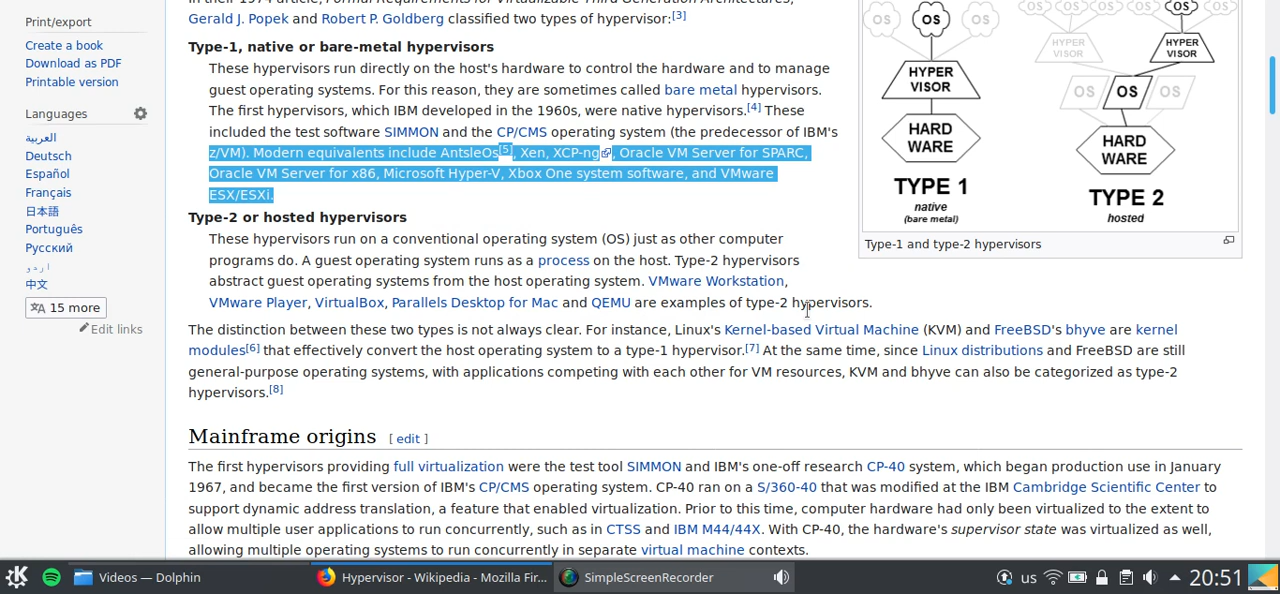 Print/export
Create a book
Download as PDF
Printable version
Languages
العربية
Deutsch
Español
Français
日本語
Português
Русский
اردو
中文
15 more
Edit links
Gerald J. Popek and Robert P. Goldberg classified two types of hypervisor:[3]
Type-1, native or bare-metal hypervisors
These hypervisors run directly on the host's hardware to control the hardware and to manage
guest operating systems. For this reason, they are sometimes called bare metal hypervisors.
The first hypervisors, which IBM developed in the 1960s, were native hypervisors.[4] These
included the test software SIMMON and the CP/CMS operating system (the predecessor of IBM's
z/VM). Modern equivalents include AntsleOs[5], Xen, XCP-ng, Oracle VM Server for SPARC,
Oracle VM Server for x86, Microsoft Hyper-V, Xbox One system software, and VMware
ESX/ESXi.
Type-2 or hosted hypervisors
These hypervisors run on a conventional operating system (OS) just as other computer
programs do. A guest operating system runs as a process on the host. Type-2 hypervisors
abstract guest operating systems from the host operating system. VMware Workstation,
VMware Player, VirtualBox, Parallels Desktop for Mac and QEMU are examples of type-2 hypervisors.
OS OS OS
HYPER
VISOR
HARD
WARE
TYPE 1
native
(bare metal)
OS OS OS OS OS OS
HYPER
VISOR
HYPER
VISOR
OS OS OS
HARD
WARE
TYPE 2
hosted
Type-1 and type-2 hypervisors
The distinction between these two types is not always clear. For instance, Linux's Kernel-based Virtual Machine (KVM) and FreeBSD's bhyve are kernel
modules[6] that effectively convert the host operating system to a type-1 hypervisor.[7] At the same time, since Linux distributions and FreeBSD are still
general-purpose operating systems, with applications competing with each other for VM resources, KVM and bhyve can also be categorized as type-2
hypervisors.[8]
Mainframe origins [ edit ]
The first hypervisors providing full virtualization were the test tool SIMMON and IBM's one-off research CP-40 system, which began production use in January
1967, and became the first version of IBM's CP/CMS operating system. CP-40 ran on a S/360-40 that was modified at the IBM Cambridge Scientific Center to
support dynamic address translation, a feature that enabled virtualization. Prior to this time, computer hardware had only been virtualized to the extent to
allow multiple user applications to run concurrently, such as in CTSS and IBM M44/44X. With CP-40, the hardware's supervisor state was virtualized as well,
allowing multiple operating systems to run concurrently in separate virtual machine contexts.
Videos — Dolphin
Hypervisor - Wikipedia - Mozilla Fir...
SimpleScreenRecorder
us
20:51